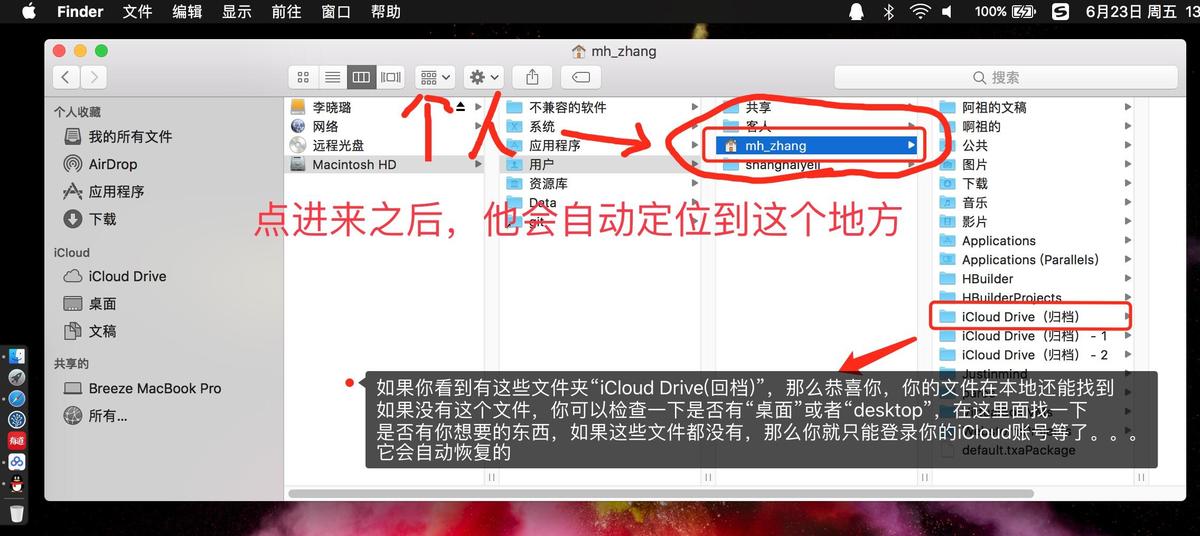 Finder 文件 编辑 显示 前往 窗口 帮助 100% 6月23日 周五 13
mh_zhang
搜索
个人收藏
我的所有文件
AirDrop
应用程序
下载
iCloud
iCloud Drive
桌面
文稿
共享的
Breeze MacBook Pro
所有...
李晓璐
网络
远程光盘
Macintosh HD
不兼容的软件
系统
应用程序
用户
资源库
Data
git
共享
客人
mh_zhang
shanghaiyeli
阿祖的文稿
啊祖的
公共
图片
下载
音乐
影片
Applications
Applications (Parallels)
HBuilder
HBuilderProjects
iCloud Drive（归档）
iCloud Drive（归档） - 1
iCloud Drive（归档） - 2
Justinmind
default.txaPackage
个人
点进来之后，他会自动定位到这个地方
如果你看到有这些文件夹“iCloud Drive(回档)”，那么恭喜你，你的文件在本地还能找到
如果没有这个文件，你可以检查一下是否有“桌面”或者“desktop”，在这里面找一下
是否有你想要的东西，如果这些文件都没有，那么你就只能登录你的iCloud账号等了。。。
它会自动恢复的
有道